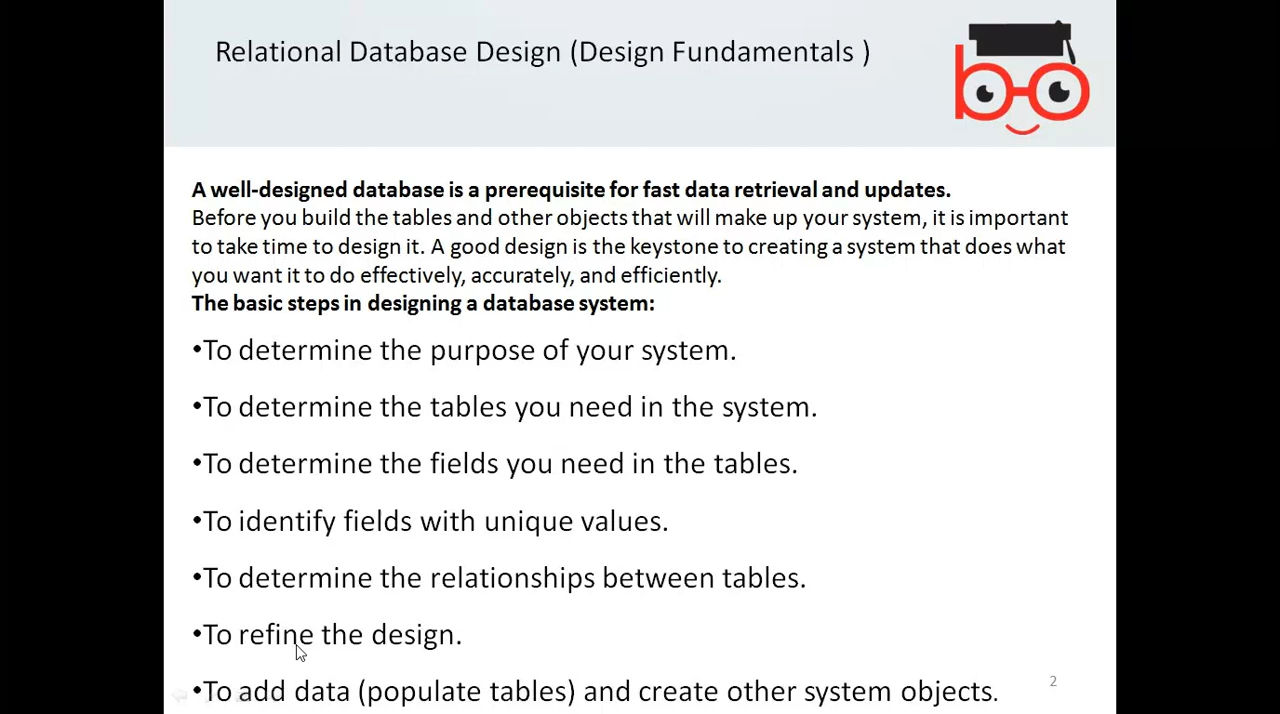 Relational Database Design (Design Fundamentals )
A well-designed database is a prerequisite for fast data retrieval and updates.
Before you build the tables and other objects that will make up your system, it is important
to take time to design it. A good design is the keystone to creating a system that does what
you want it to do effectively, accurately, and efficiently.
The basic steps in designing a database system:
•To determine the purpose of your system.
•To determine the tables you need in the system.
•To determine the fields you need in the tables.
•To identify fields with unique values.
•To determine the relationships between tables.
•To refine the design.
•To add data (populate tables) and create other system objects.
2